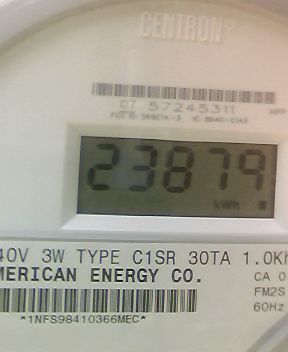 CENTRON®
07 57245311
23879
kWh
40V 3W TYPE C1SR 30TA 1.0Kh
MERICAN ENERGY CO.
CA 0
FM2S
60Hz
*1NFS98410366MEC*